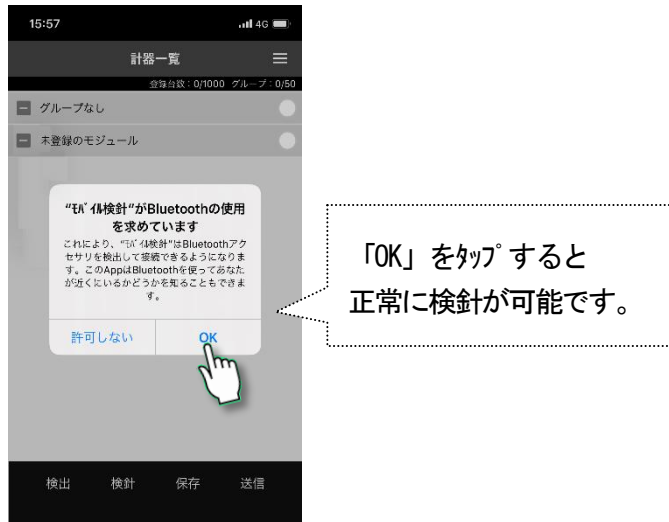 15:57
4G
計器一覧
登録台数：0/1000 グループ：0/50
グループなし
未登録のモジュール
“ﾓﾊﾞｲﾙ検針”がBluetoothの使用
を求めています
これにより、“ﾓﾊﾞｲﾙ検針”はBluetoothアク
セサリを検出して接続できるようになりま
す。このAppはBluetoothを使ってあなた
が近くにいるかどうかを知ることもできま
す。
許可しない OK
検出 検針 保存 送信
「OK」をﾀｯﾌﾟすると
正常に検針が可能です。